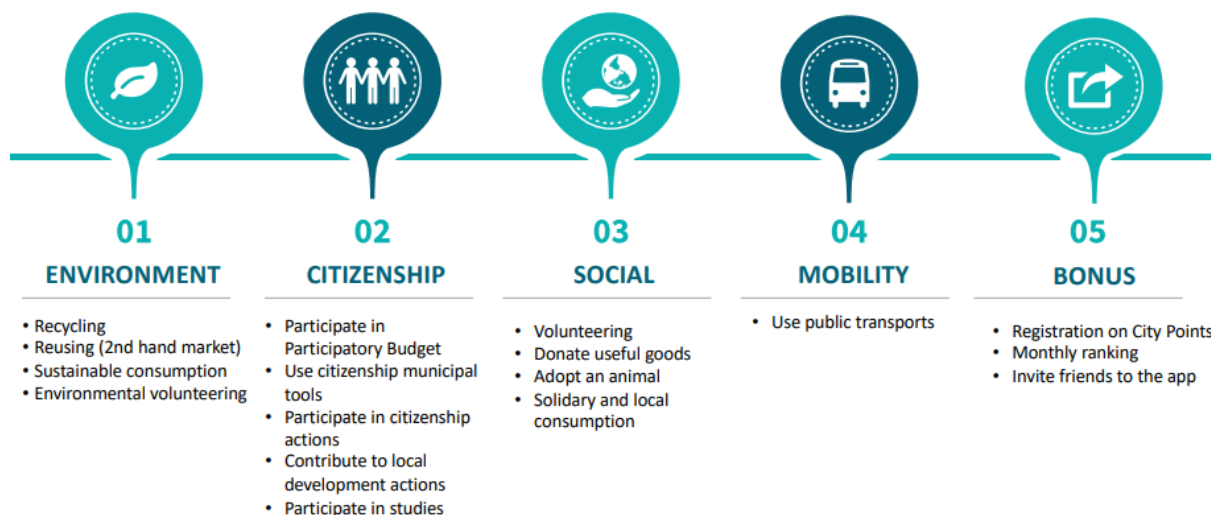 01
ENVIRONMENT
• Recycling
• Reusing (2nd hand market)
• Sustainable consumption
• Environmental volunteering
02
CITIZENSHIP
• Participate in
Participatory Budget
• Use citizenship municipal
tools
• Participate in citizenship
actions
• Contribute to local
development actions
• Participate in studies
03
SOCIAL
• Volunteering
• Donate useful goods
• Adopt an animal
• Solidary and local
consumption
04
MOBILITY
• Use public transports
05
BONUS
• Registration on City Points
• Monthly ranking
• Invite friends to the app